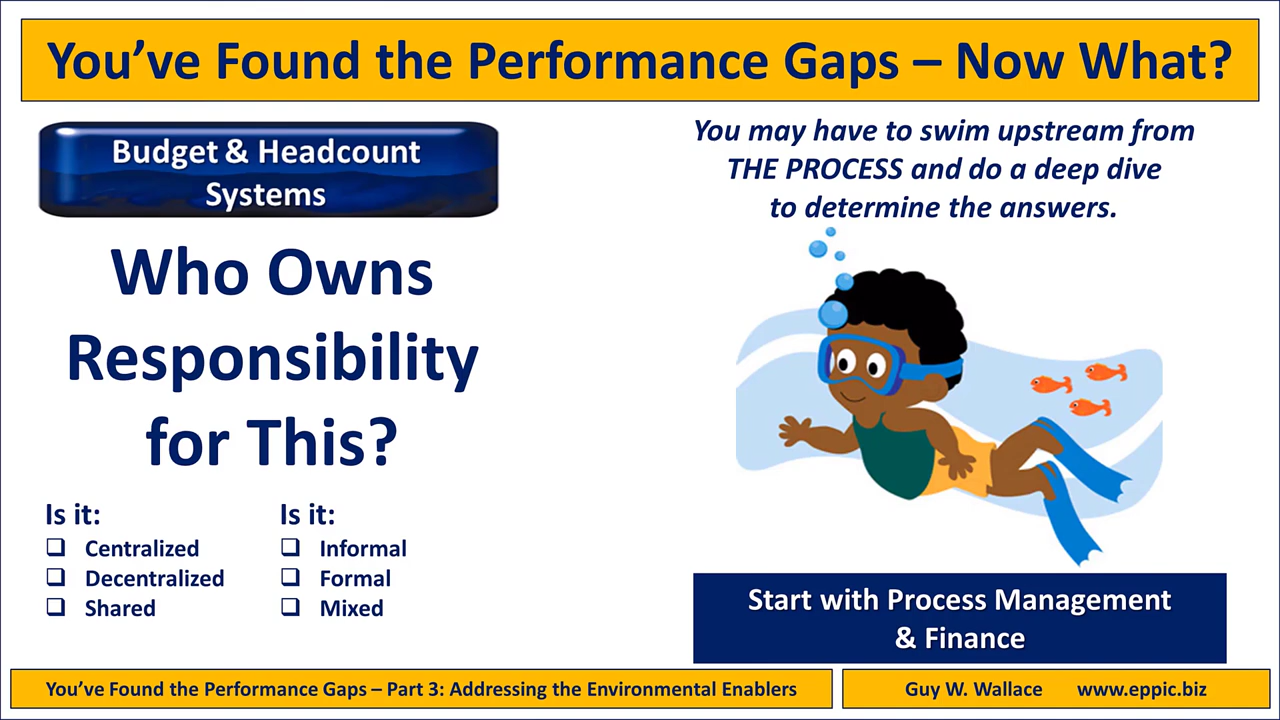 You’ve Found the Performance Gaps – Now What?
Budget & Headcount
Systems
Who Owns
Responsibility
for This?
Is it:
❑ Centralized
❑ Decentralized
❑ Shared
Is it:
❑ Informal
❑ Formal
❑ Mixed
You may have to swim upstream from
THE PROCESS and do a deep dive
to determine the answers.
Start with Process Management
& Finance
You’ve Found the Performance Gaps – Part 3: Addressing the Environmental Enablers
Guy W. Wallace www.eppic.biz